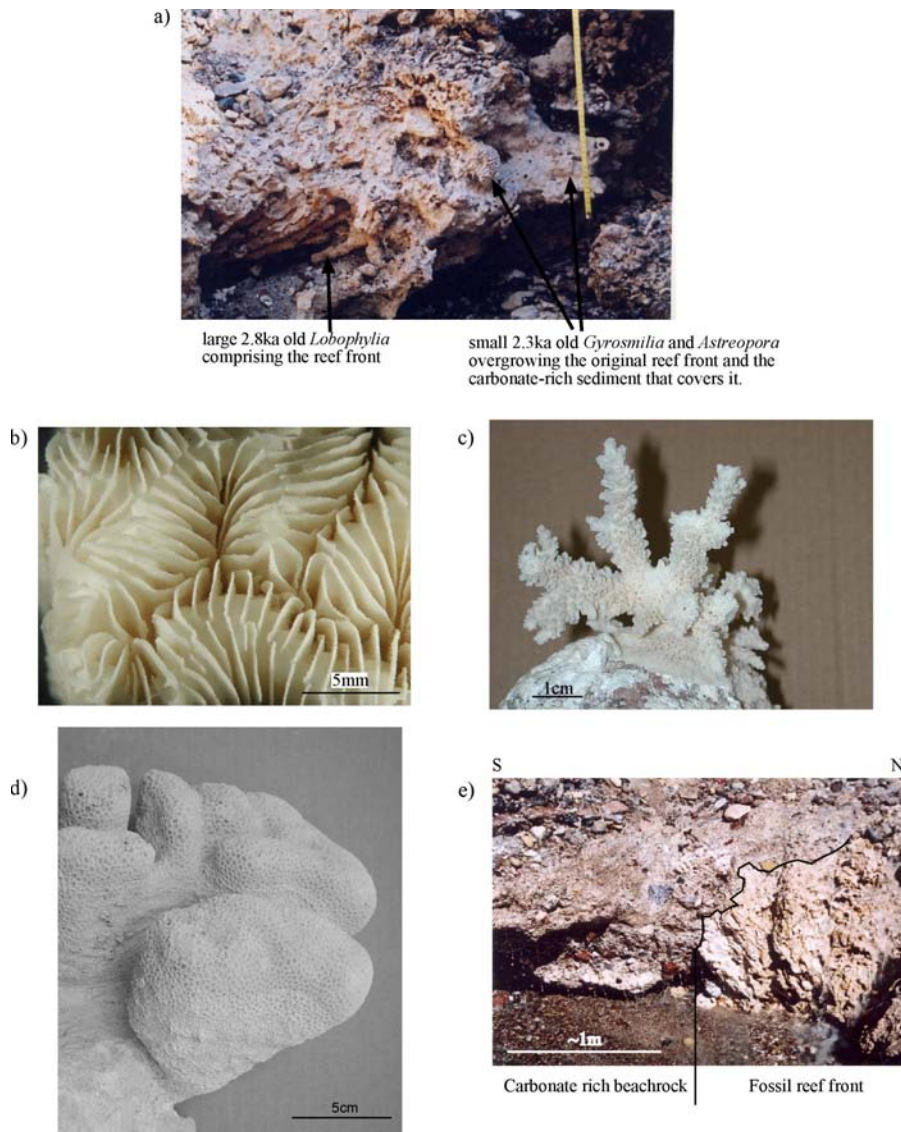 a)
large 2.8ka old Lobophylia
comprising the reef front
small 2.3ka old Gyrosmilia and Astreopora
overgrowing the original reef front and the
carbonate-rich sediment that covers it.
b)
5mm
c)
1cm
d)
5cm
e)
S
N
~1m
Carbonate rich beachrock
Fossil reef front